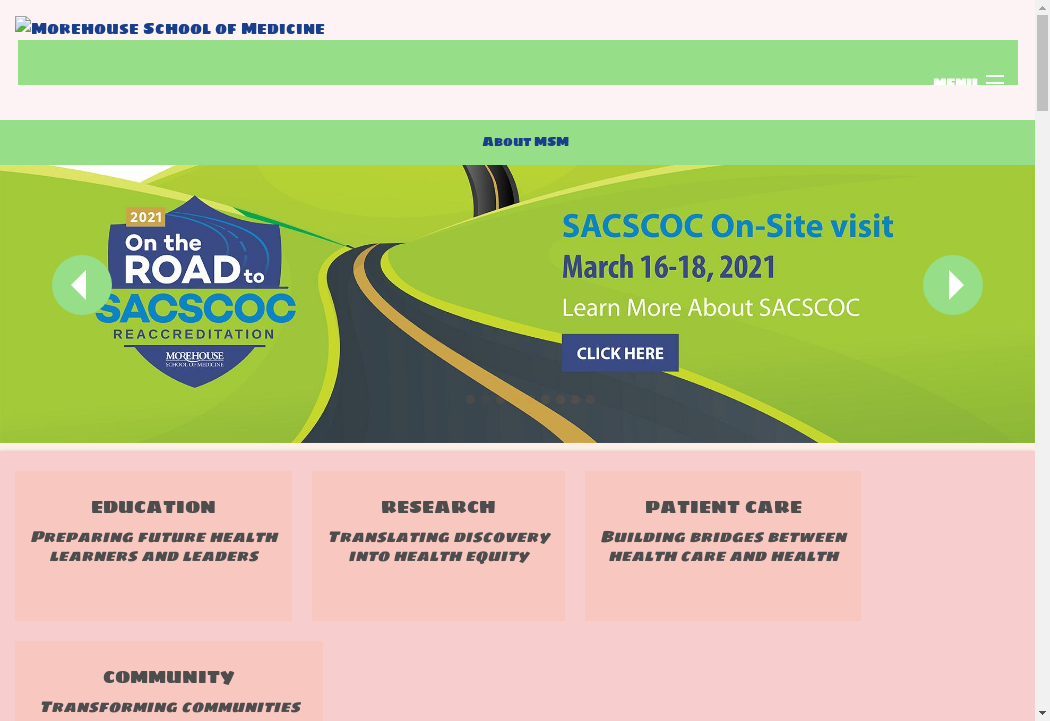 Morehouse School of Medicine
MENU
About MSM
2021
On the
ROAD to
SACSCOC
REACCREDITATION
MOREHOUSE
SCHOOL OF MEDICINE
SACSCOC On-Site visit
March 16-18, 2021
Learn More About SACSCOC
CLICK HERE
EDUCATION
Preparing future health
learners and leaders
RESEARCH
Translating discovery
into health equity
PATIENT CARE
Building bridges between
health care and health
COMMUNITY
Transforming communities